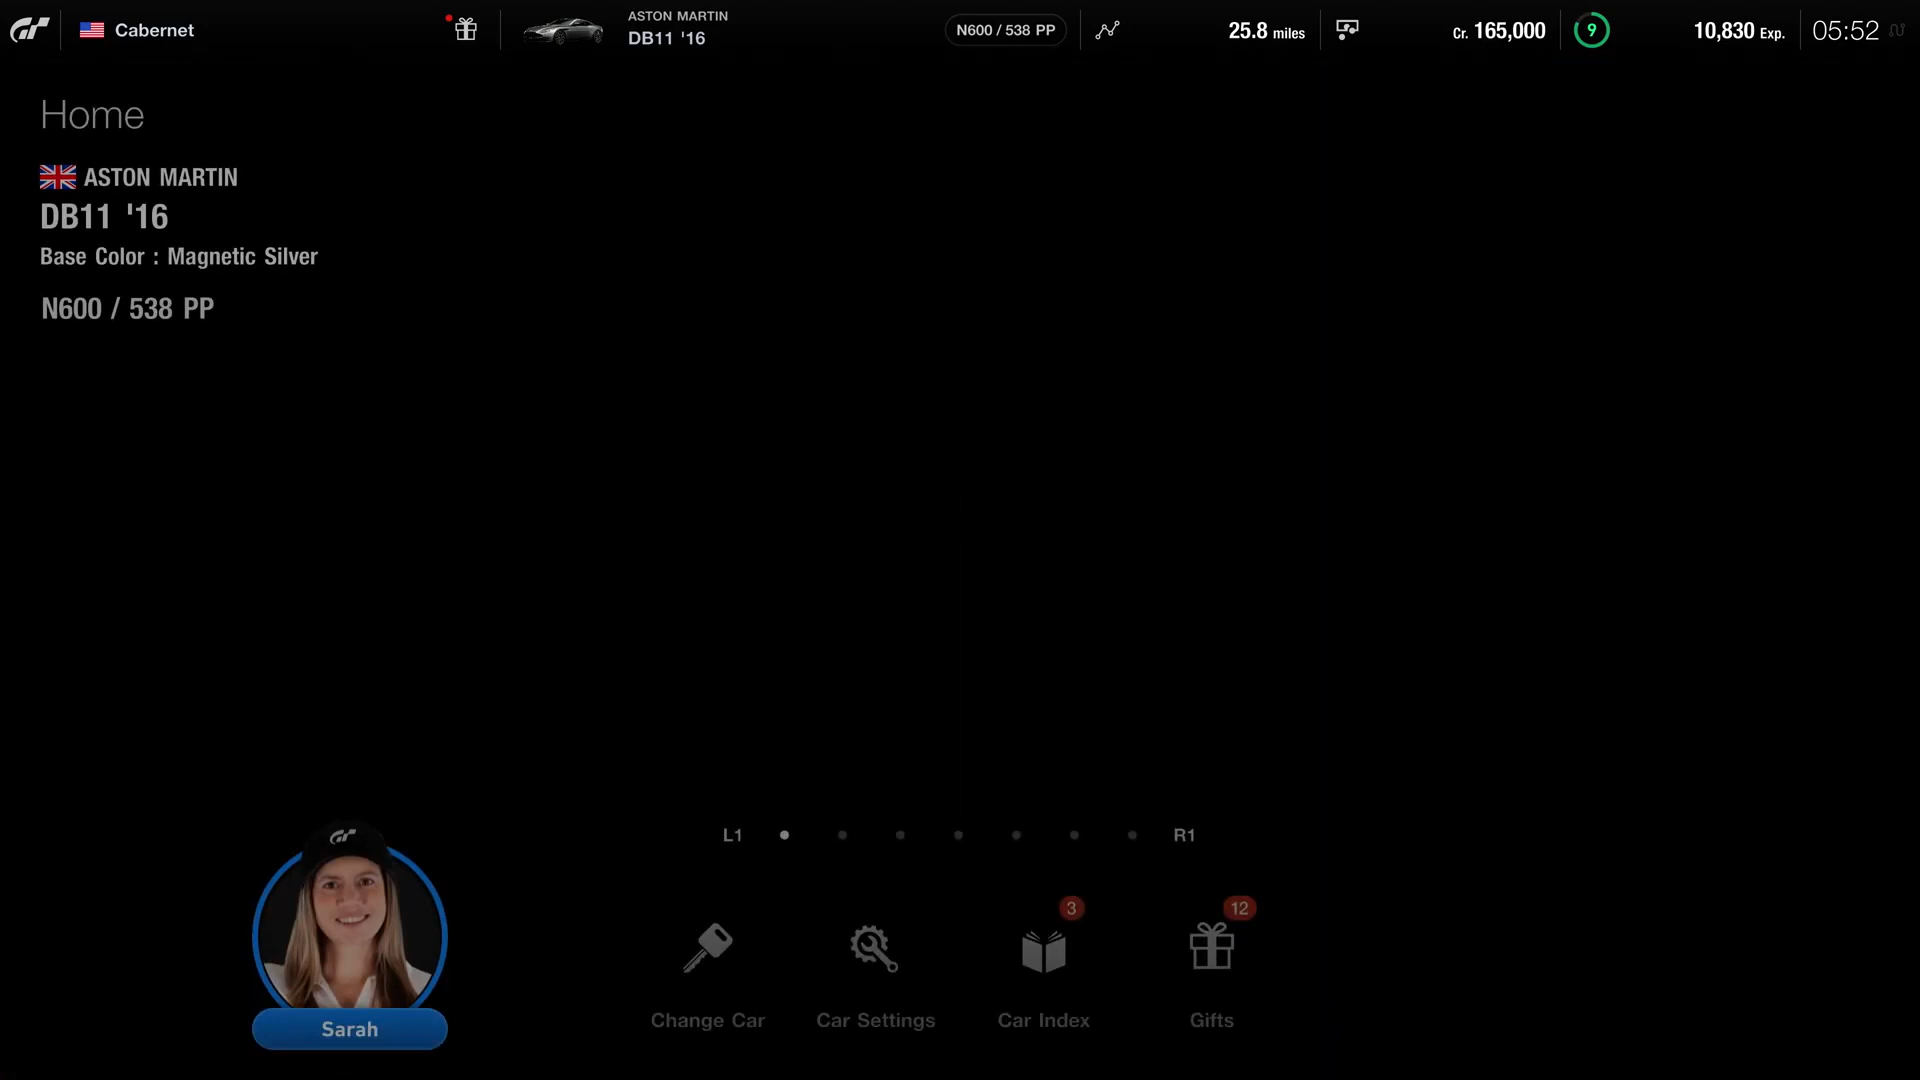 Cabernet
ASTON MARTIN
DB11 '16
N600 / 538 PP
25.8 miles
Cr. 165,000
9
10,830 Exp.
05:52
Home
ASTON MARTIN
DB11 '16
Base Color : Magnetic Silver
N600 / 538 PP
L1
R1
3
12
Change Car
Car Settings
Car Index
Gifts
Sarah